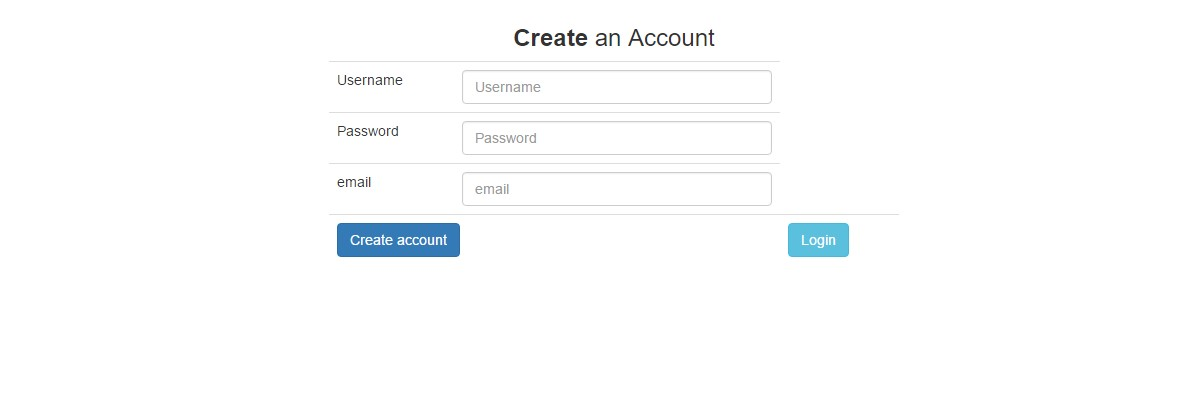 Create an Account
Username Username
Password Password
email email
Create account Login